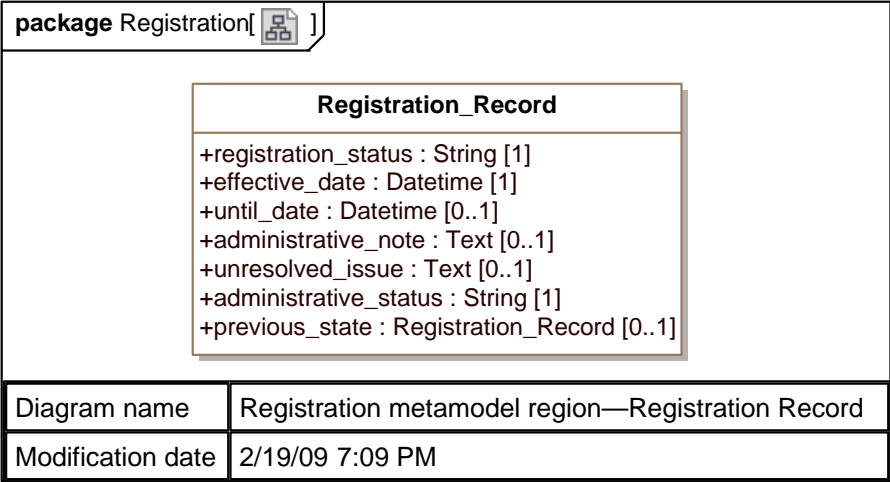 package Registration[ ]
Registration_Record
+registration_status : String [1]
+effective_date : Datetime [1]
+until_date : Datetime [0..1]
+administrative_note : Text [0..1]
+unresolved_issue : Text [0..1]
+administrative_status : String [1]
+previous_state : Registration_Record [0..1]
Diagram name Registration metamodel region—Registration Record
Modification date 2/19/09 7:09 PM